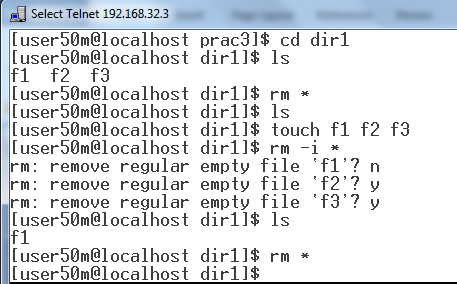 Select Telnet 192.168.32.3
[user50m@localhost prac3]$ cd dir1
[user50m@localhost dir1]$ ls
f1  f2  f3
[user50m@localhost dir1]$ rm *
[user50m@localhost dir1]$ ls
[user50m@localhost dir1]$ touch f1 f2 f3
[user50m@localhost dir1]$ rm -i *
rm: remove regular empty file ‘f1’? n
rm: remove regular empty file ‘f2’? y
rm: remove regular empty file ‘f3’? y
[user50m@localhost dir1]$ ls
f1
[user50m@localhost dir1]$ rm *
[user50m@localhost dir1]$